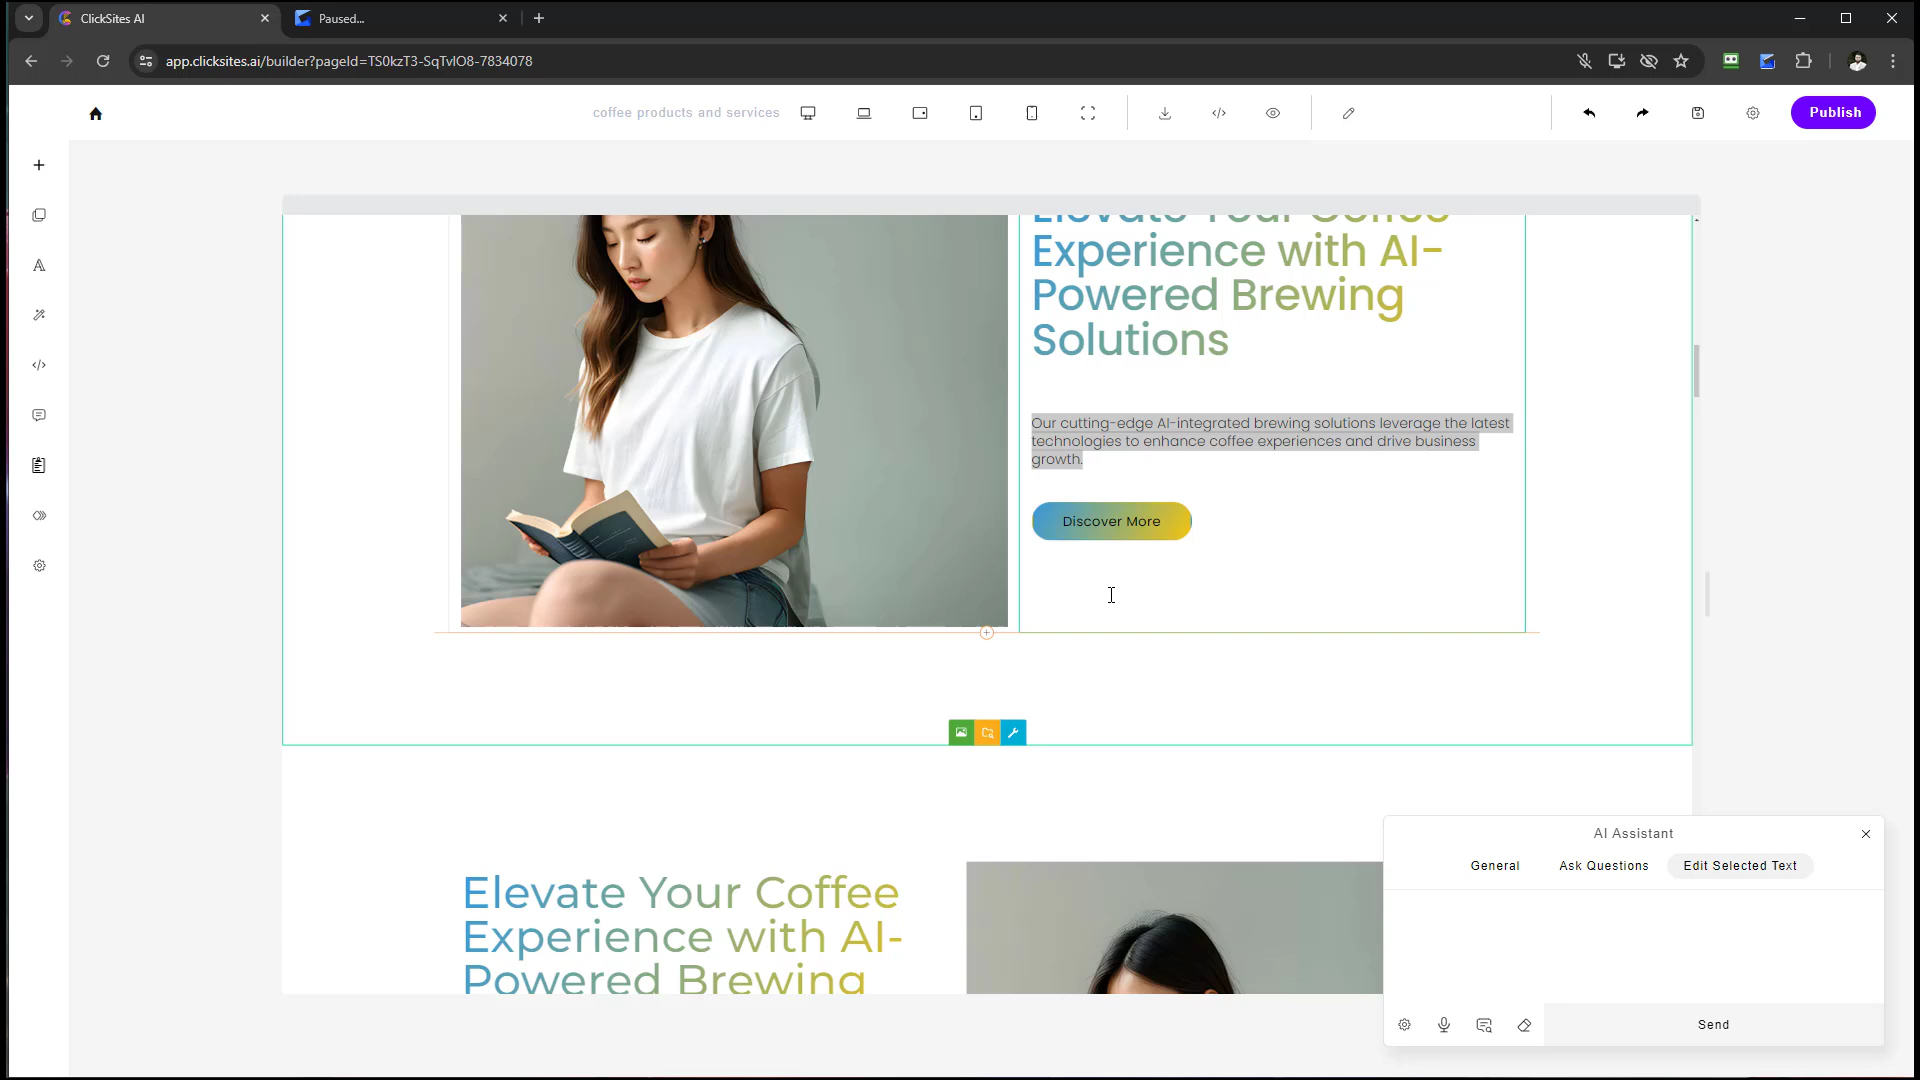 ClickSites AI
Paused...
app.clicksites.ai/builder?pageId=TS0kzT3-SqTvlO8-7834078
coffee products and services
Publish
Elevate Your Coffee
Experience with AI-
Powered Brewing
Solutions
Our cutting-edge AI-integrated brewing solutions leverage the latest
technologies to enhance coffee experiences and drive business
growth.
Discover More
Elevate Your Coffee
Experience with AI-
Powered Brewing
AI Assistant
General
Ask Questions
Edit Selected Text
Send